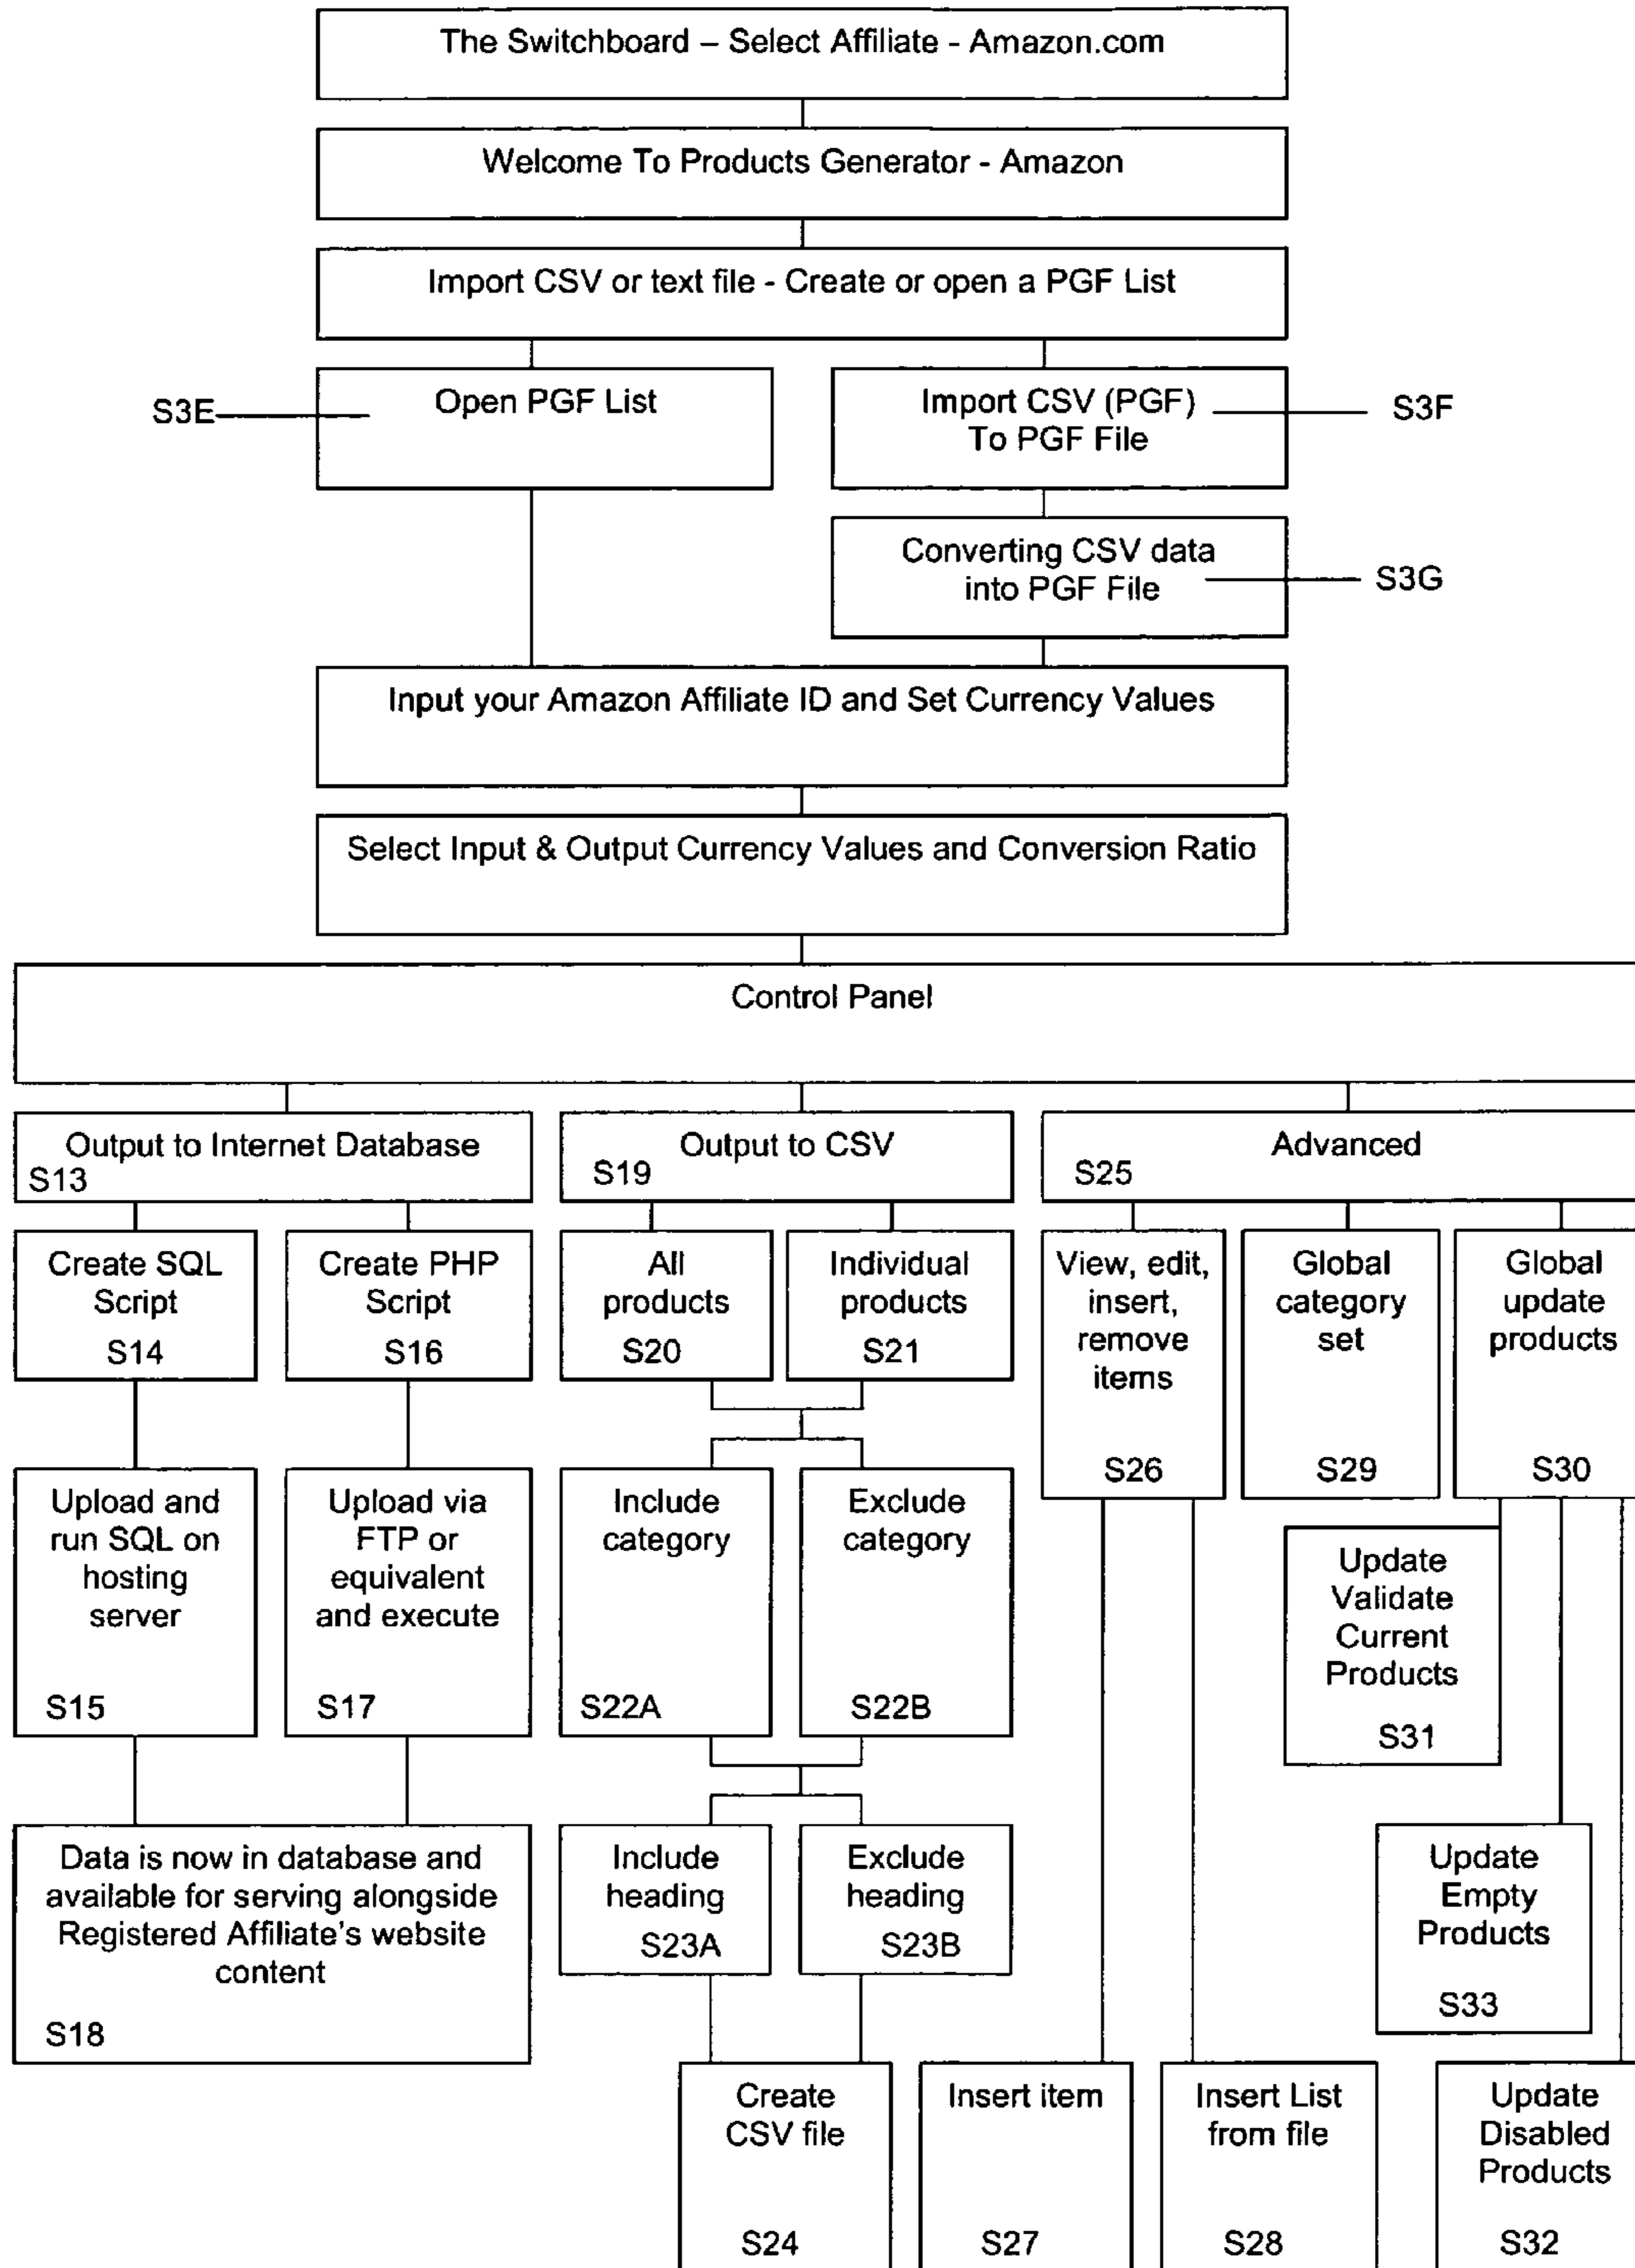 The Switchboard – Select Affiliate - Amazon.com
Welcome To Products Generator - Amazon
Import CSV or text file - Create or open a PGF List
S3E
Open PGF List
Import CSV (PGF)
To PGF File
S3F
Converting CSV data
into PGF File
S3G
Input your Amazon Affiliate ID and Set Currency Values
Select Input & Output Currency Values and Conversion Ratio
Control Panel
Output to Internet Database
S13
Output to CSV
S19
Advanced
S25
Create SQL
Script
S14
Create PHP
Script
S16
All
products
S20
Individual
products
S21
View, edit,
insert,
remove
items
S26
Global
category
set
S29
Global
update
products
S30
Upload and
run SQL on
hosting
server
S15
Upload via
FTP or
equivalent
and execute
S17
Include
category
S22A
Exclude
category
S22B
Update
Validate
Current
Products
S31
Data is now in database and
available for serving alongside
Registered Affiliate's website
content
S18
Include
heading
S23A
Exclude
heading
S23B
Update
Empty
Products
S33
Create
CSV file
S24
Insert item
S27
Insert List
from file
S28
Update
Disabled
Products
S32